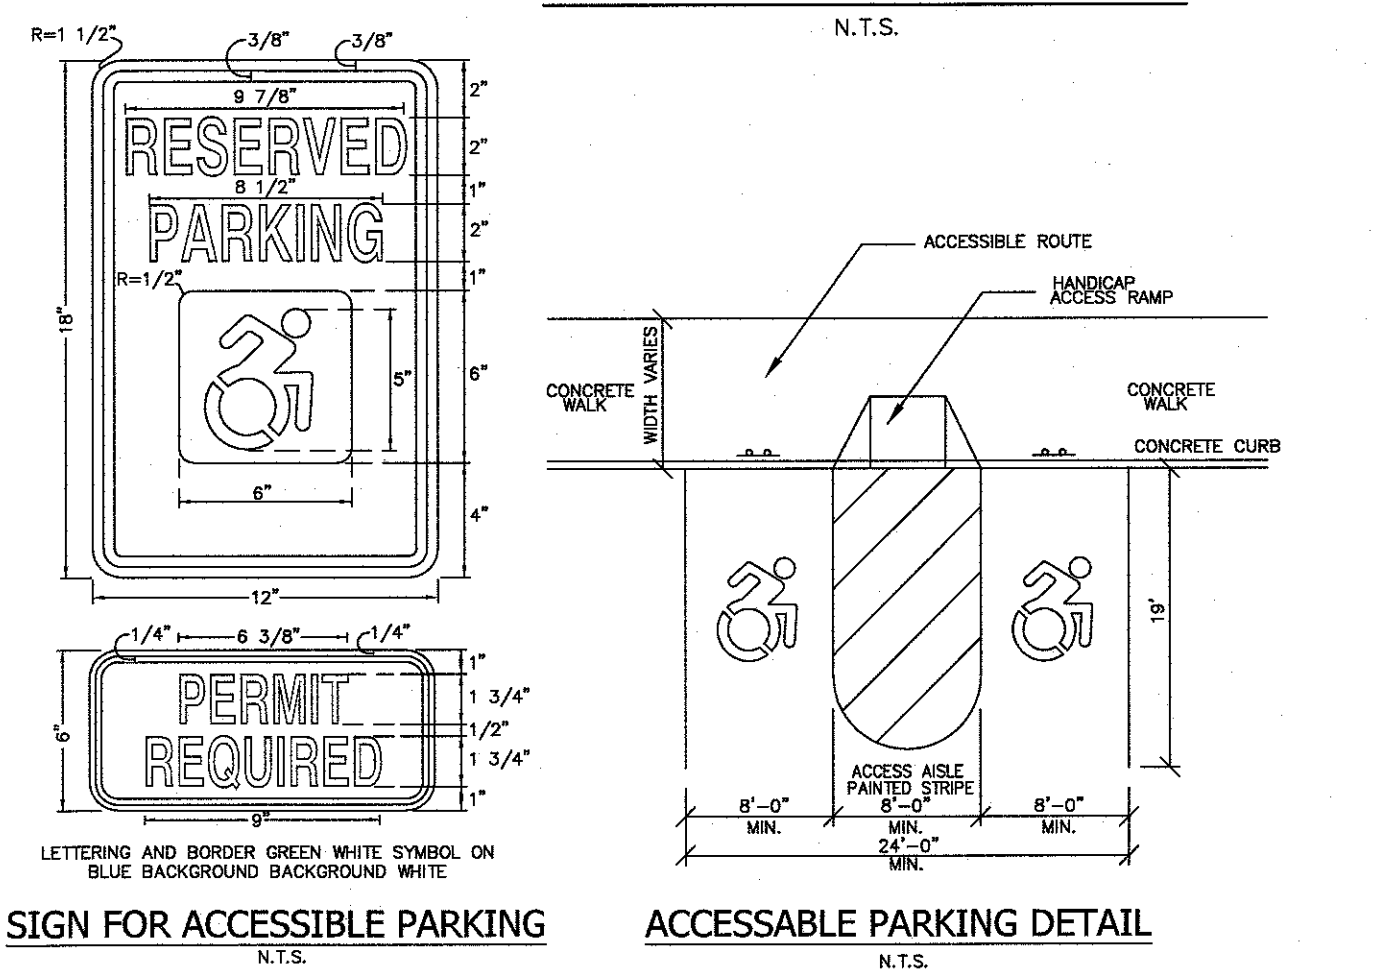 N.T.S.
R=1 1/2"
3/8"
3/8"
2"
9 7/8"
RESERVED
2"
8 1/2"
1"
PARKING
2"
R=1/2"
1"
18"
5"
6"
6"
4"
12"
1/4"
6 3/8"
1/4"
1"
PERMIT
1 3/4"
6"
1/2"
REQUIRED
1 3/4"
1"
9"
LETTERING AND BORDER GREEN WHITE SYMBOL ON
BLUE BACKGROUND BACKGROUND WHITE
SIGN FOR ACCESSIBLE PARKING
N.T.S.
ACCESSIBLE ROUTE
HANDICAP
ACCESS RAMP
WIDTH VARIES
CONCRETE
WALK
CONCRETE
WALK
CONCRETE CURB
19'
ACCESS AISLE
PAINTED STRIPE
8'-0"
MIN.
8'-0"
MIN.
8'-0"
MIN.
24'-0"
MIN.
ACCESSABLE PARKING DETAIL
N.T.S.